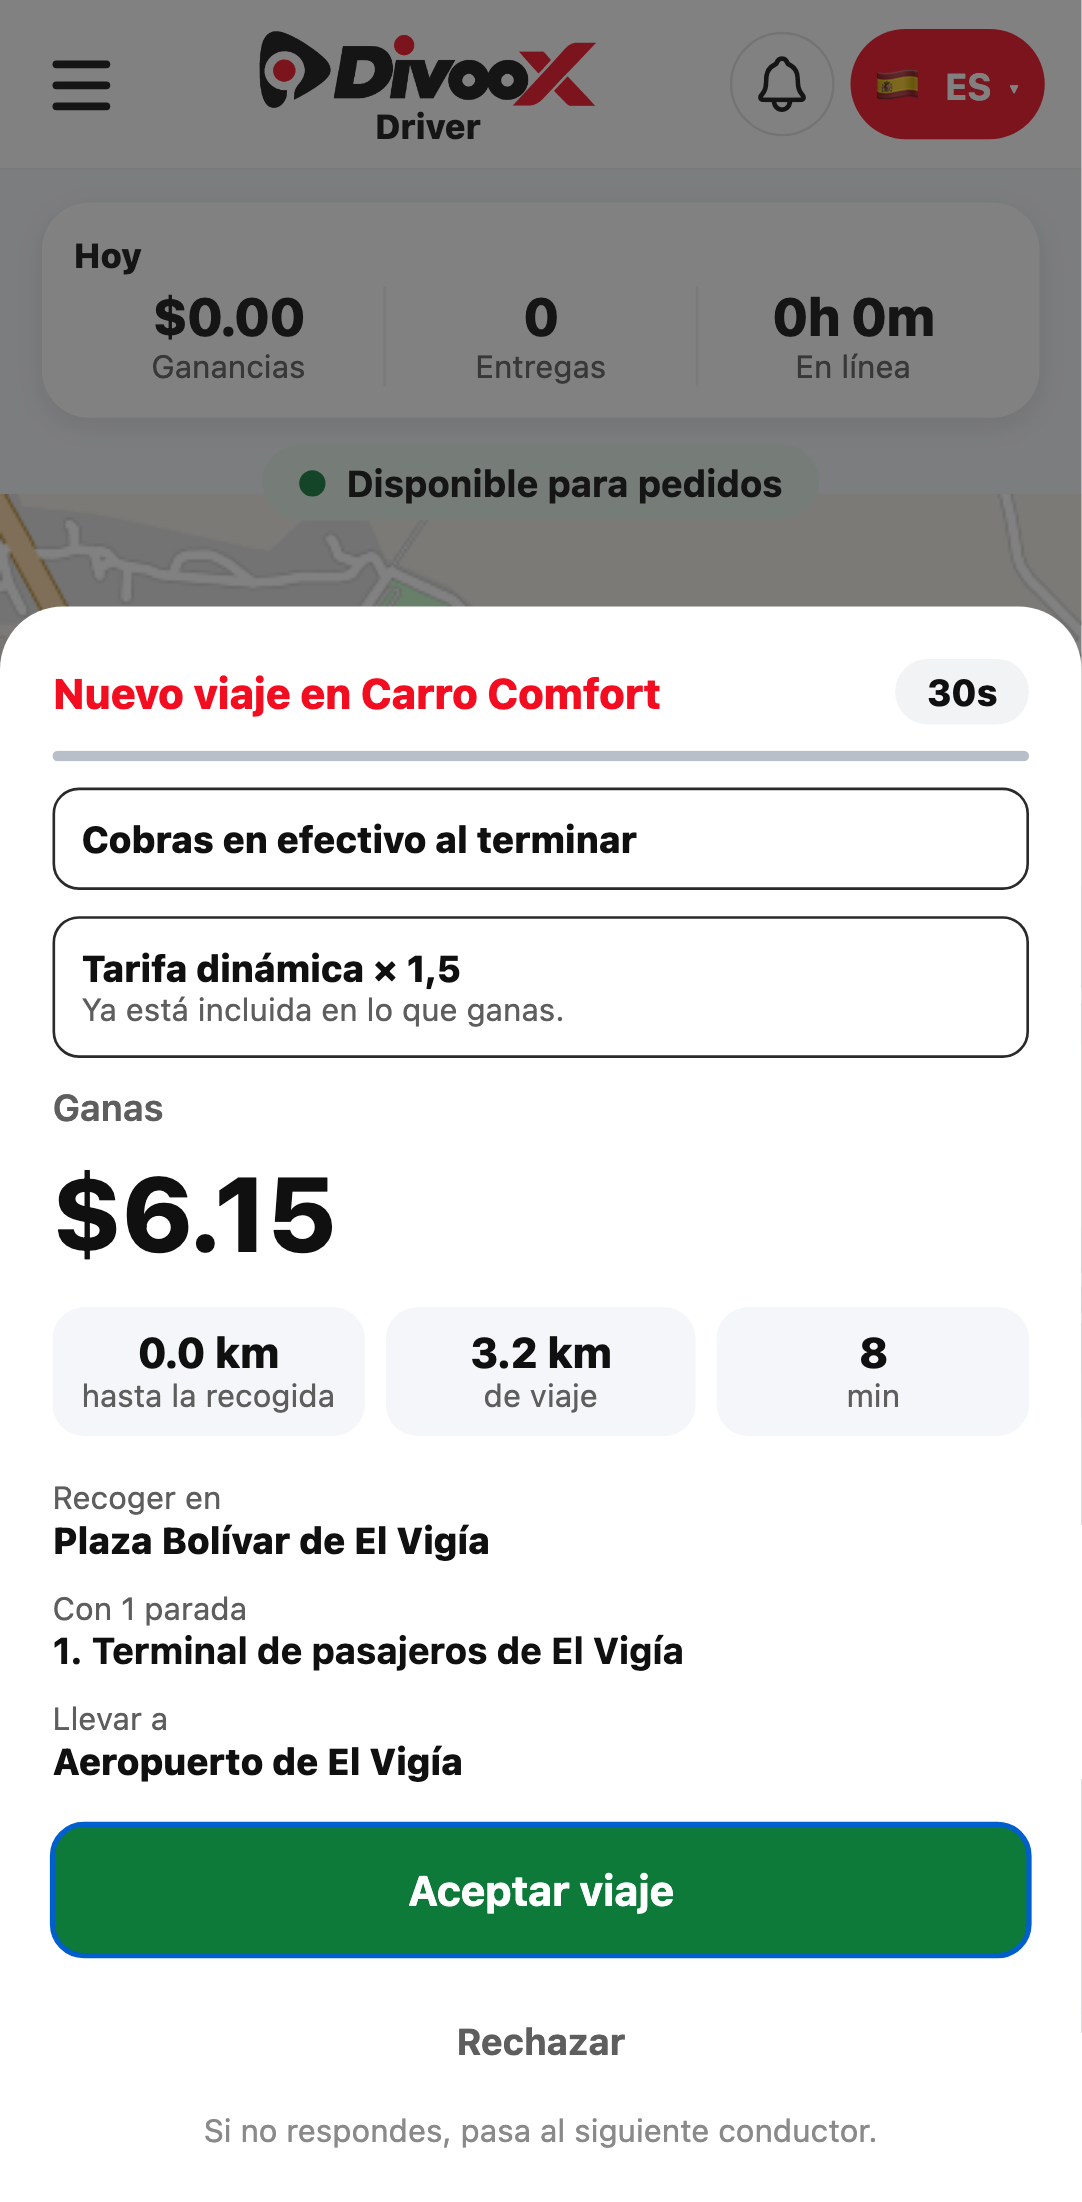 DivooX
Driver
ES
Hoy
$0.00
Ganancias
0
Entregas
0h 0m
En línea
Disponible para pedidos
Nuevo viaje en Carro Comfort
30s
Cobras en efectivo al terminar
Tarifa dinámica × 1,5
Ya está incluida en lo que ganas.
Ganas
$6.15
0.0 km
hasta la recogida
3.2 km
de viaje
8
min
Recoger en
Plaza Bolívar de El Vigía
Con 1 parada
1. Terminal de pasajeros de El Vigía
Llevar a
Aeropuerto de El Vigía
Aceptar viaje
Rechazar
Si no respondes, pasa al siguiente conductor.